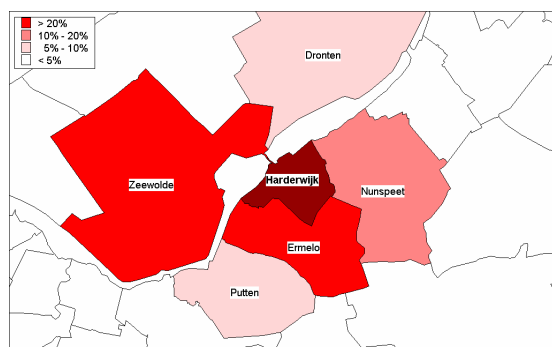 > 20%
10% - 20%
5% - 10%
< 5%
Dronten
Harderwijk
Zeewolde
Nunspeet
Ermelo
Putten